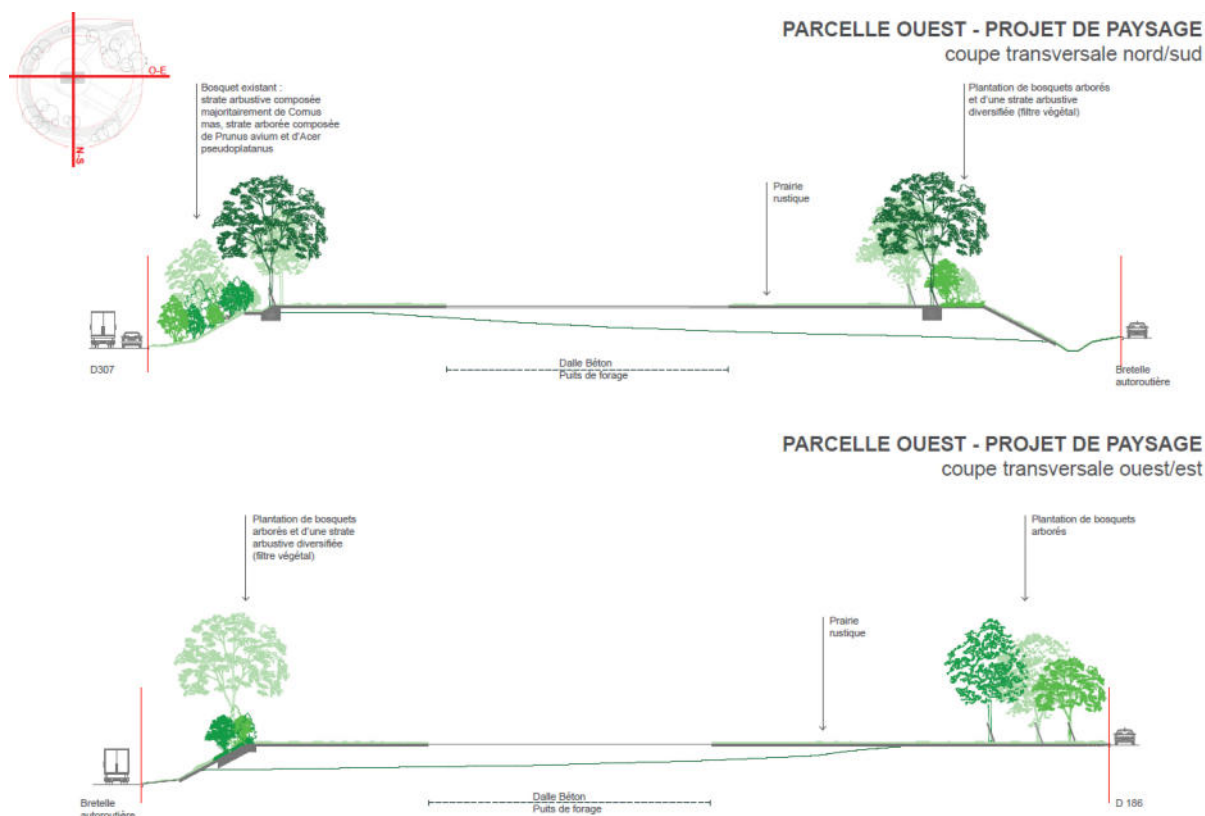 PARCELLE OUEST - PROJET DE PAYSAGE
coupe transversale nord/sud
O-E
N-S
Bosquet existant :
strate arbustive composée
majoritairement de Cornus
mas, strate arborée composée
de Prunus avium et d'Acer
pseudoplatanus
Plantation de bosquets arborés
et d'une strate arbustive
diversifiée (filtre végétal)
Prairie
rustique
D307
Dalle Béton
Puits de forage
Bretelle
autoroutière
PARCELLE OUEST - PROJET DE PAYSAGE
coupe transversale ouest/est
Plantation de bosquets
arborés et d'une strate
arbustive diversifiée
(filtre végétal)
Plantation de bosquets
arborés
Prairie
rustique
Bretelle
autoroutière
Dalle Béton
Puits de forage
D 186